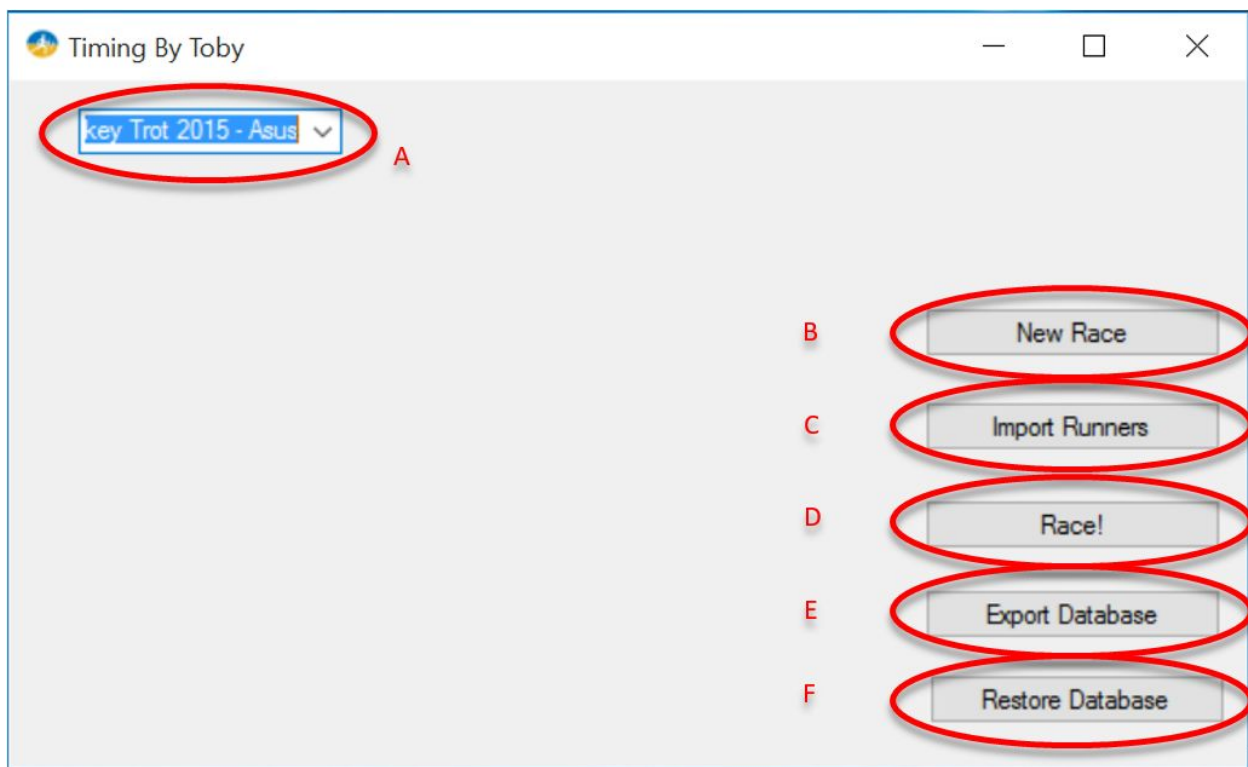 Timing By Toby
key Trot 2015 - Asus
A
B
New Race
C
Import Runners
D
Race!
E
Export Database
F
Restore Database